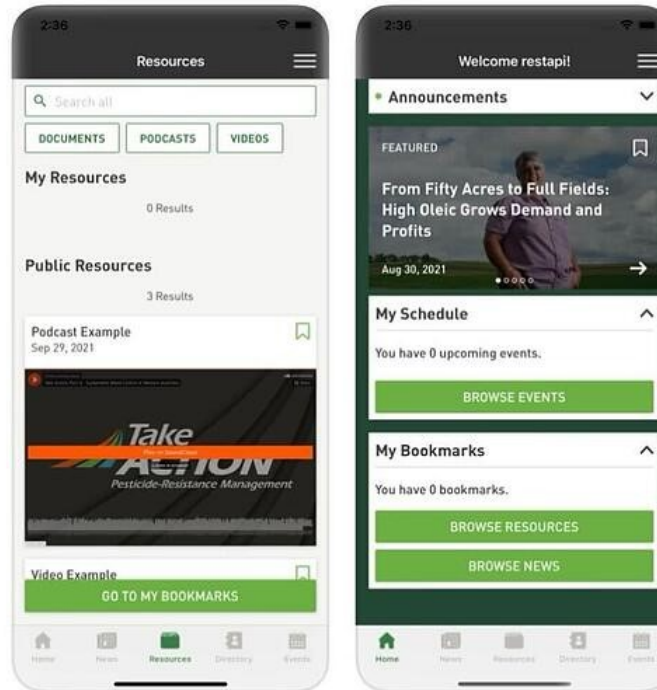 2:36
Resources
Search all
DOCUMENTS
PODCASTS
VIDEOS
My Resources
0 Results
Public Resources
3 Results
Podcast Example
Sep 29, 2021
Take
ACTION
Pesticide-Resistance Management
Video Example
GO TO MY BOOKMARKS
Home
News
Resources
Directory
Events
2:36
Welcome restapi!
Announcements
FEATURED
From Fifty Acres to Full Fields:
High Oleic Grows Demand and
Profits
Aug 30, 2021
My Schedule
You have 0 upcoming events.
BROWSE EVENTS
My Bookmarks
You have 0 bookmarks.
BROWSE RESOURCES
BROWSE NEWS
Home
News
Resources
Directory
Events